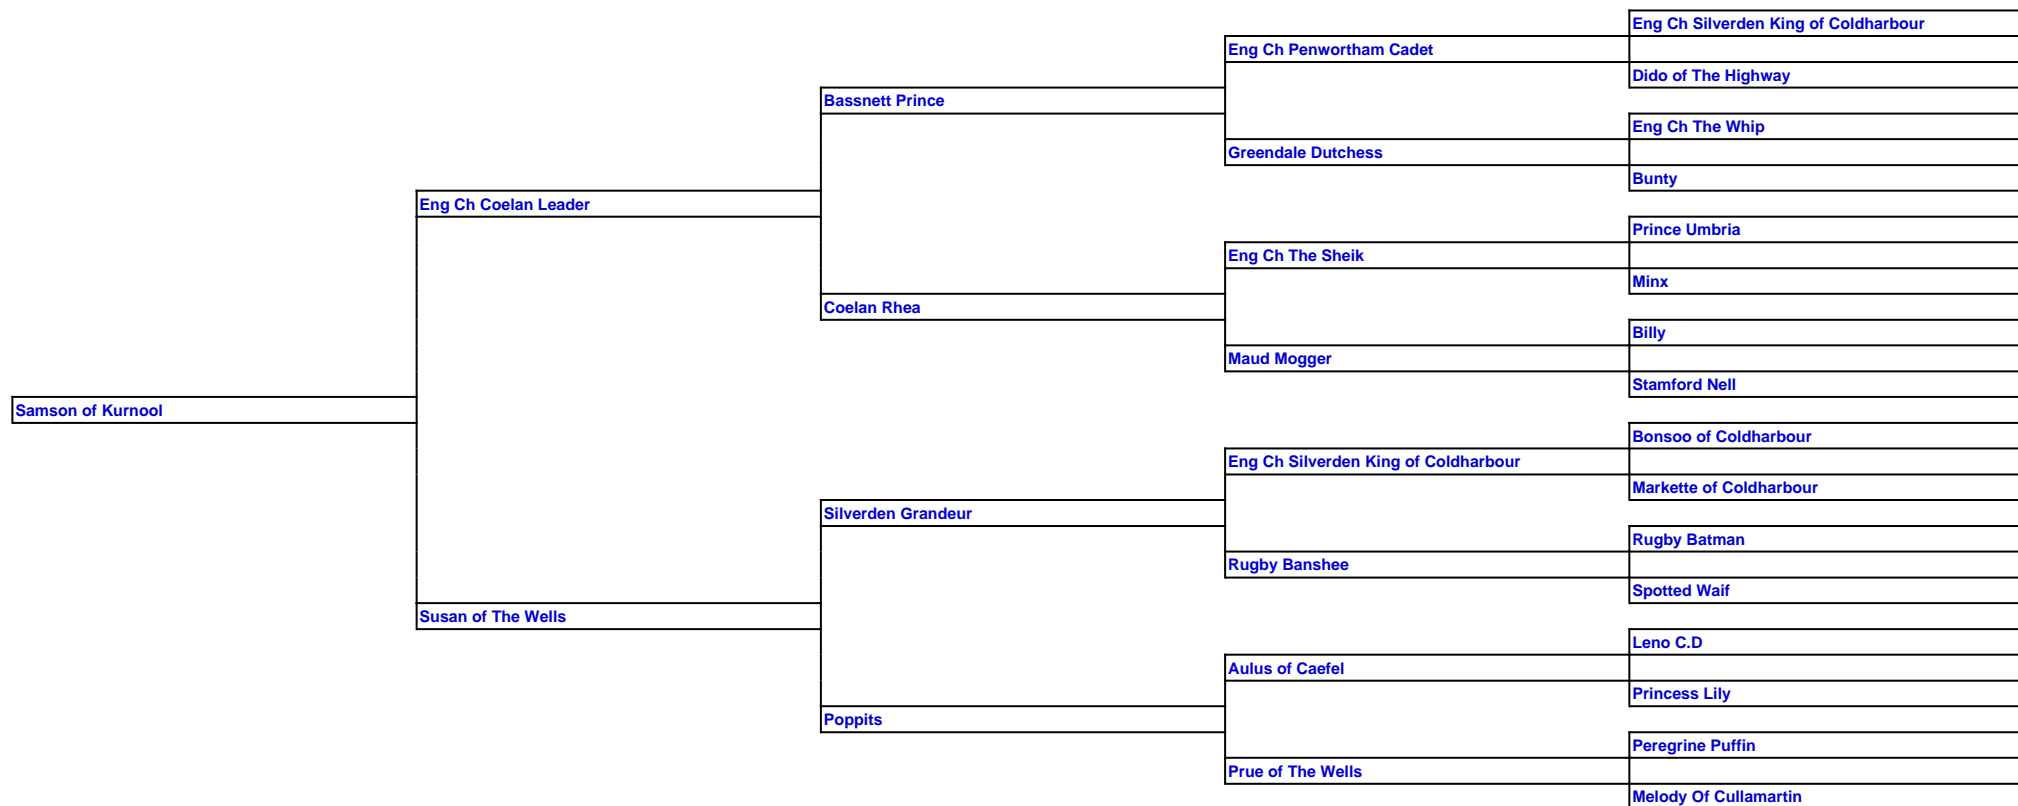 Eng Ch Silverden King of Coldharbour
Eng Ch Penwortham Cadet
Dido of The Highway
Bassnett Prince
Eng Ch The Whip
Greendale Dutchess
Bunty
Eng Ch Coelan Leader
Prince Umbria
Eng Ch The Sheik
Minx
Coelan Rhea
Billy
Maud Mogger
Stamford Nell
Samson of Kurnool
Bonsoo of Coldharbour
Eng Ch Silverden King of Coldharbour
Markette of Coldharbour
Silverden Grandeur
Rugby Batman
Rugby Banshee
Spotted Waif
Susan of The Wells
Leno C.D
Aulus of Caefel
Princess Lily
Poppits
Peregrine Puffin
Prue of The Wells
Melody Of Cullamartin